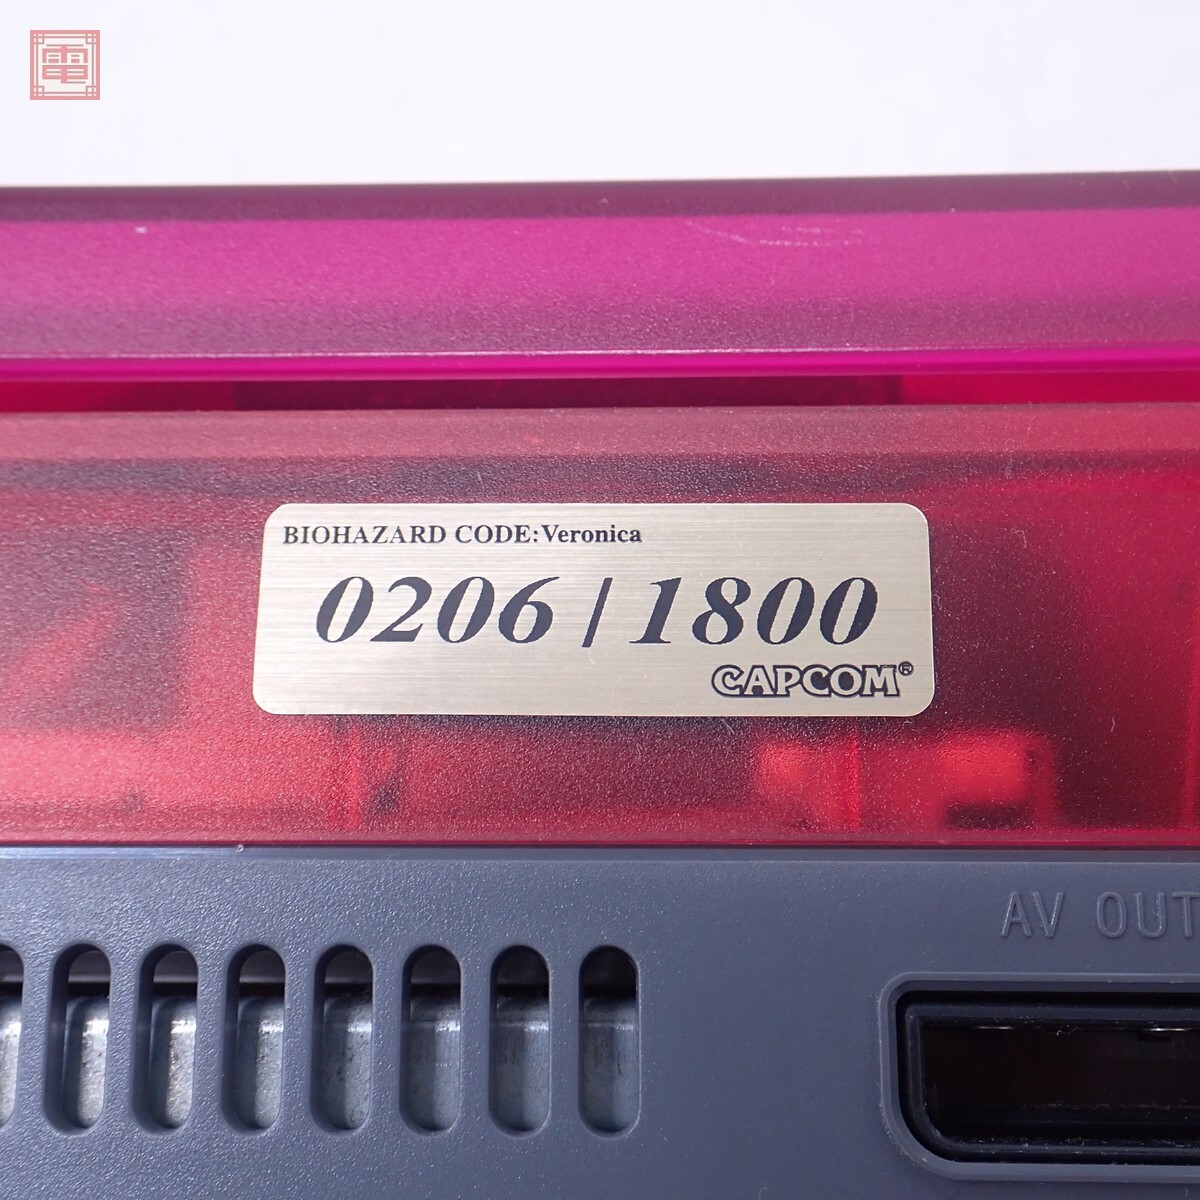 電
BIOHAZARD CODE:Veronica
0206 / 1800
CAPCOM®
AV OUT